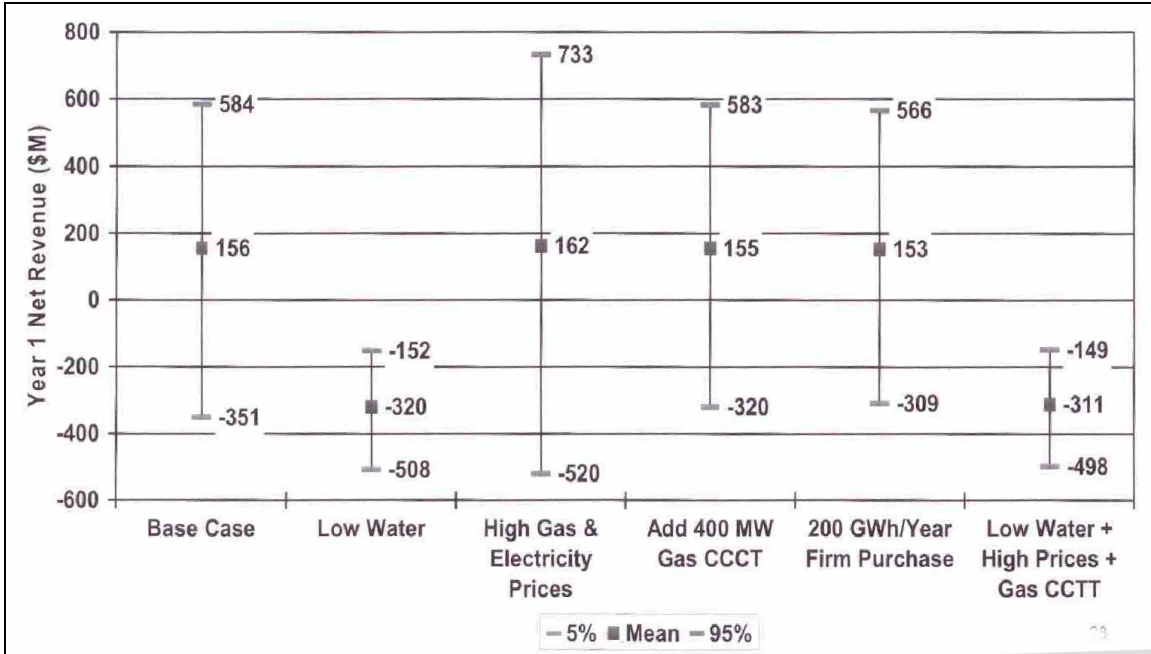 800
600
400
200
0
-200
-400
-600
Year 1 Net Revenue ($M)
584
156
-351
-152
-320
-508
733
162
-520
583
155
-320
566
153
-309
-149
-311
-498
Base Case
Low Water
High Gas &
Electricity
Prices
Add 400 MW
Gas CCCT
200 GWh/Year
Firm Purchase
Low Water +
High Prices +
Gas CCTT
5% Mean 95%